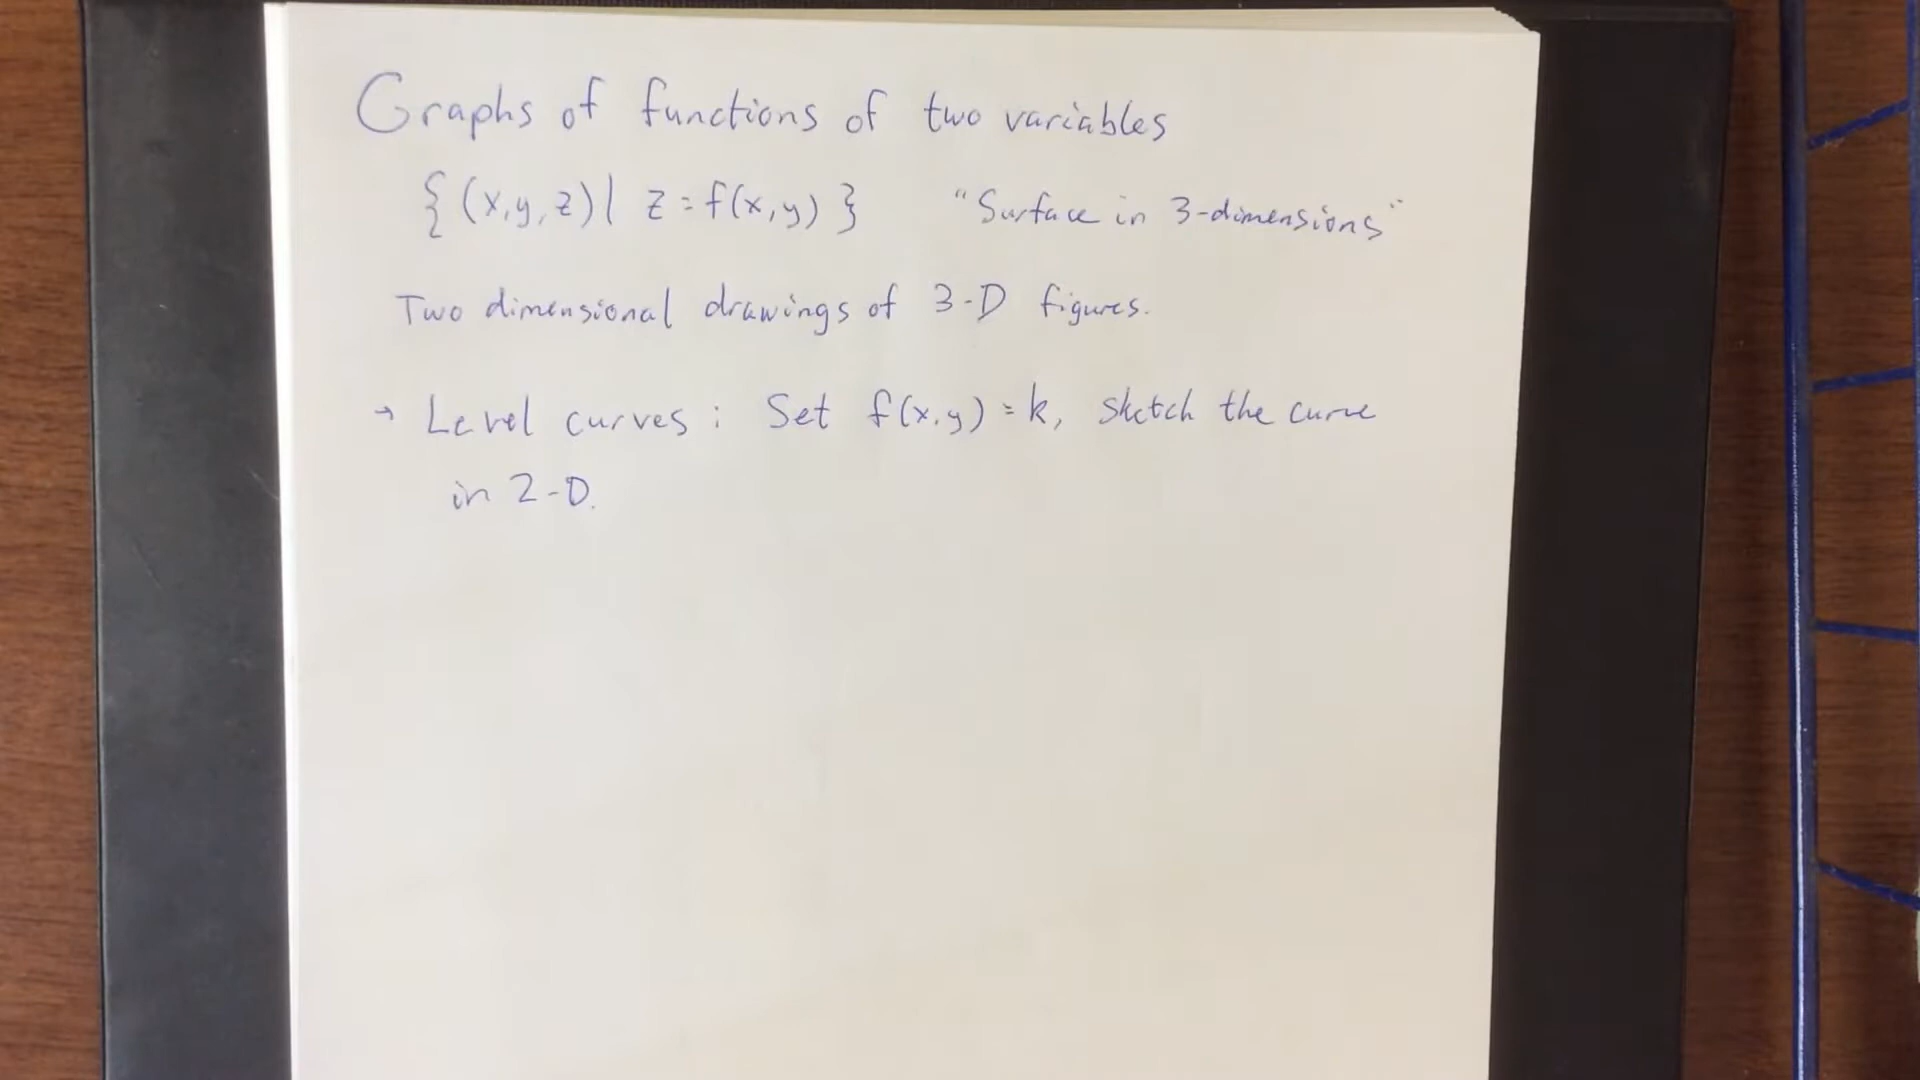 Graphs of functions of two variables
{(x,y,z)| z=f(x,y)} "Surface in 3-dimensions"
Two dimensional drawings of 3-D figures.
→ Level curves: Set f(x,y)=k, sketch the curve
in 2-D.